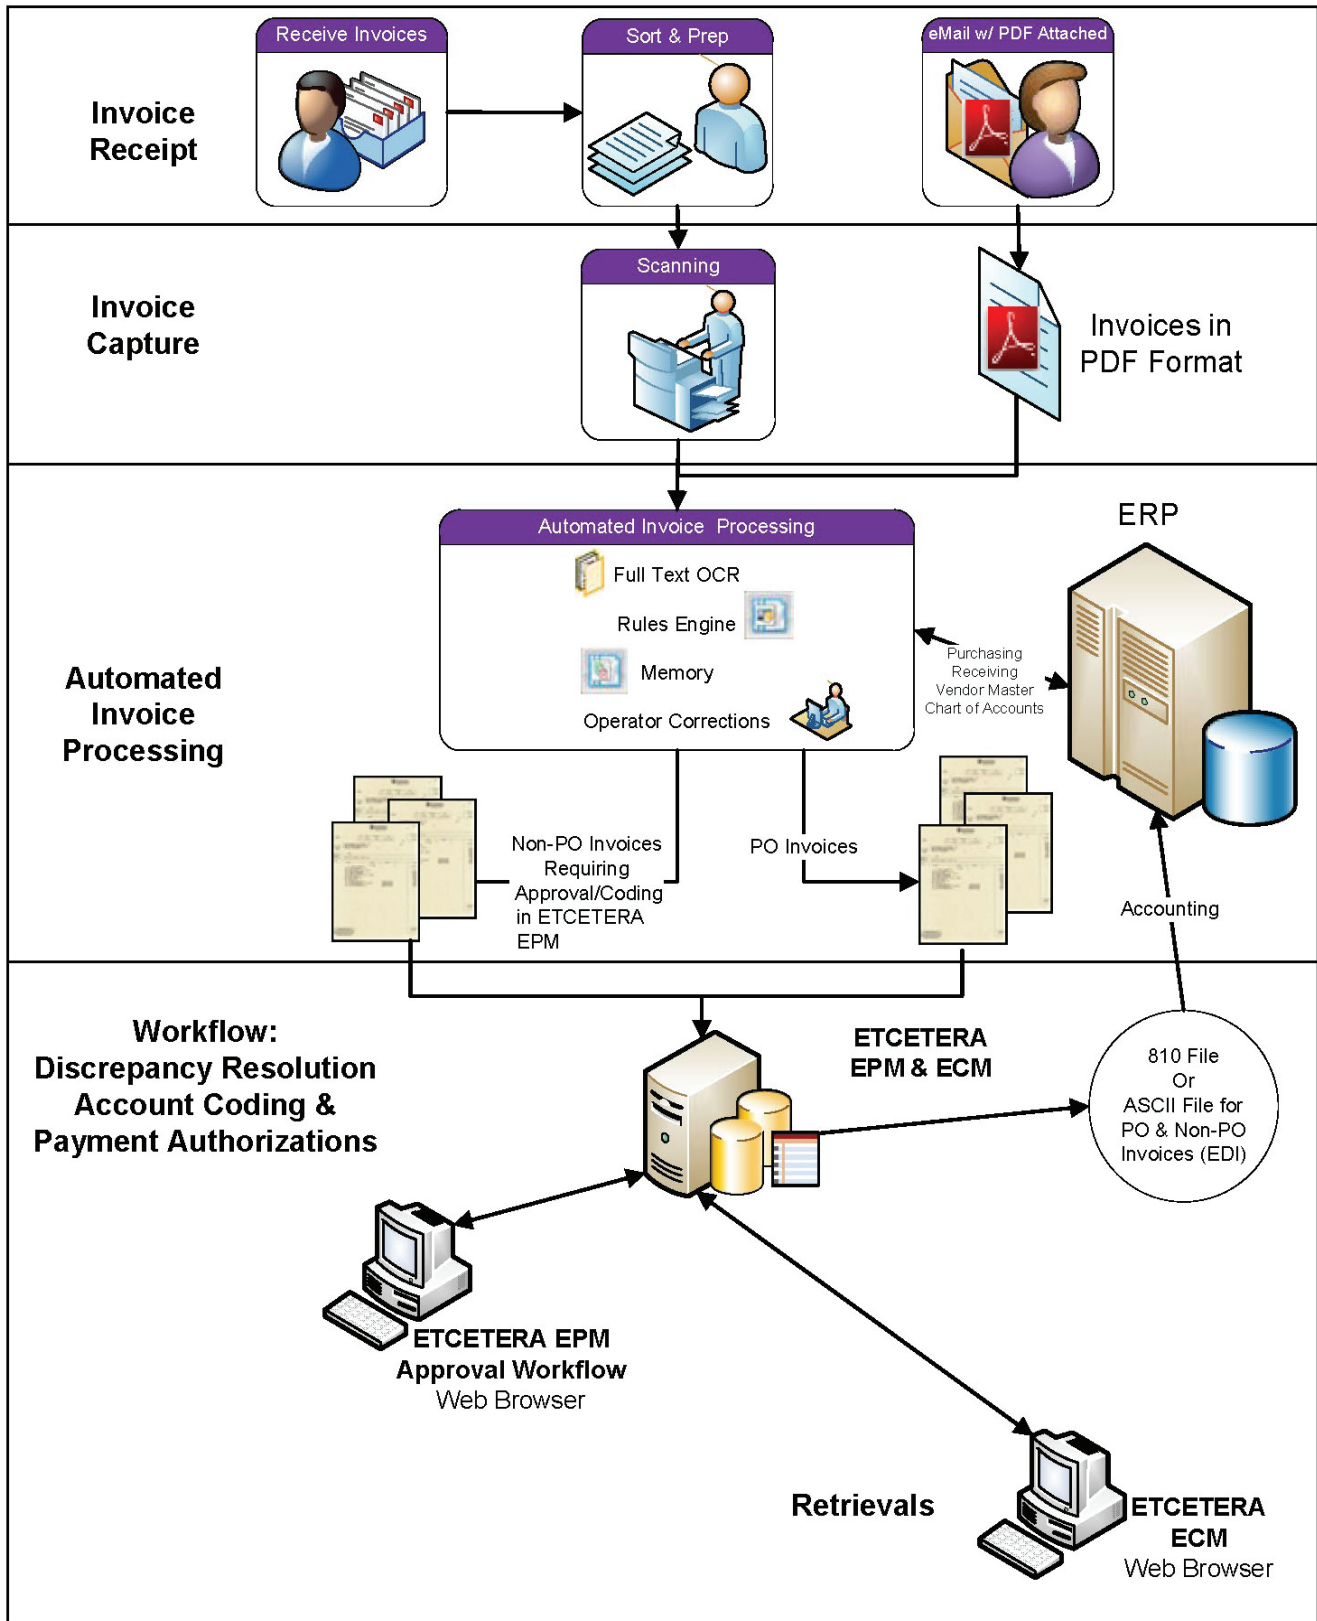 Receive Invoices
Sort & Prep
eMail w/ PDF Attached
Invoice
Receipt
Scanning
Invoice
Capture
Invoices in
PDF Format
Automated Invoice Processing
Full Text OCR
Rules Engine
Memory
Operator Corrections
ERP
Purchasing
Receiving
Vendor Master
Chart of Accounts
Automated
Invoice
Processing
Non-PO Invoices
Requiring
Approval/Coding
in ETCETERA
EPM
PO Invoices
Accounting
Workflow:
Discrepancy Resolution
Account Coding &
Payment Authorizations
ETCETERA
EPM & ECM
810 File
Or
ASCII File for
PO & Non-PO
Invoices (EDI)
ETCETERA EPM
Approval Workflow
Web Browser
Retrievals
ETCETERA
ECM
Web Browser